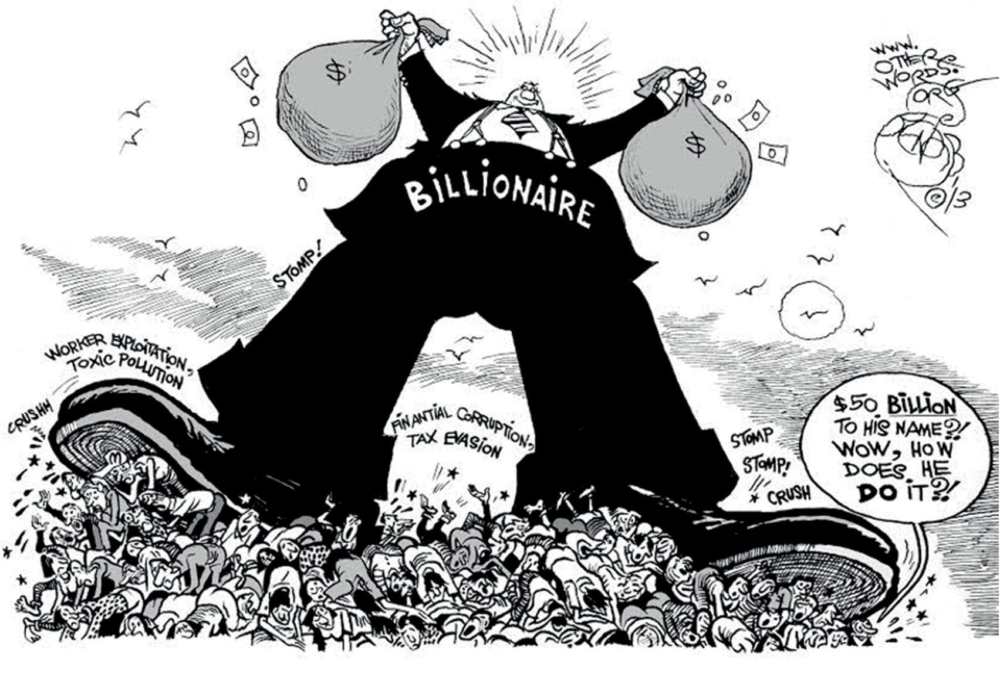 WWW.
OTHER
WORDS.
ORG
©13
$
$
BILLIONAIRE
STOMP!
WORKER EXPLOITATION,
TOXIC POLLUTION
CRUSHH
FINANTIAL CORRUPTION,
TAX EVASION
STOMP
STOMP!
CRUSH
$50 BILLION
TO HIS NAME?!
WOW, HOW
DOES HE
DO IT?!